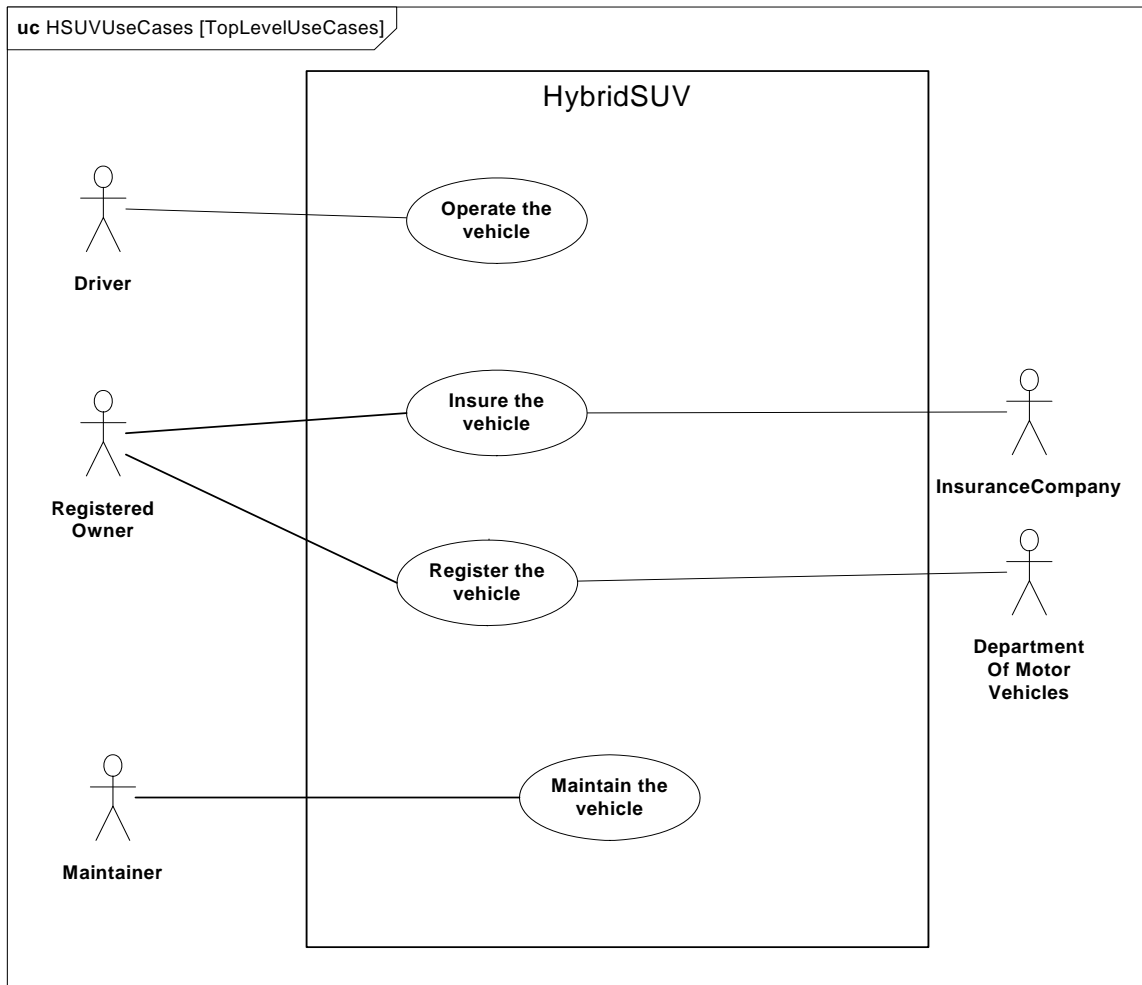 uc HSUVUseCases [TopLevelUseCases]
HybridSUV
Operate the
vehicle
Driver
Insure the
vehicle
Registered
Owner
InsuranceCompany
Register the
vehicle
Department
Of Motor
Vehicles
Maintain the
vehicle
Maintainer